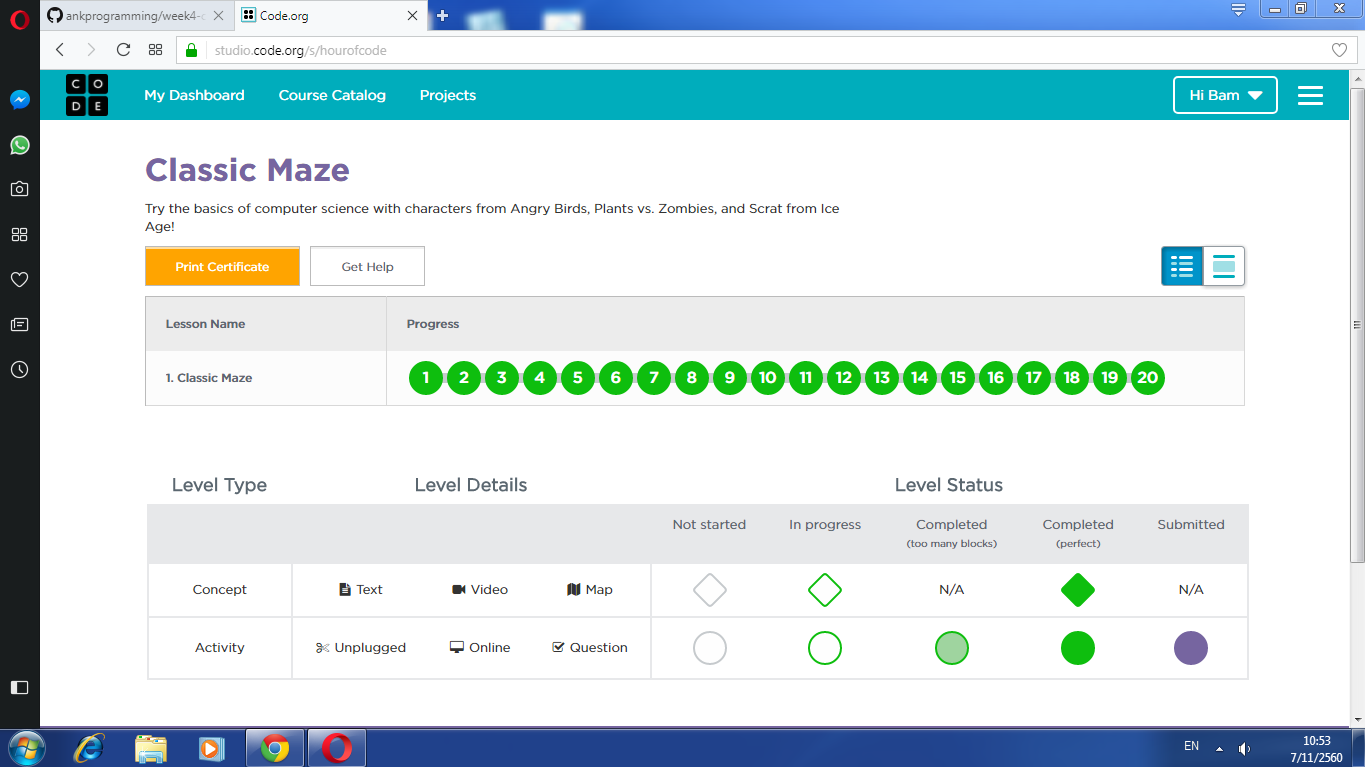 ankprogramming/week4-c
Code.org
studio.code.org/s/hourofcode
C O
D E
My Dashboard Course Catalog Projects Hi Bam
Classic Maze
Try the basics of computer science with characters from Angry Birds, Plants vs. Zombies, and Scrat from Ice
Age!
Print Certificate Get Help
Lesson Name Progress
1. Classic Maze 1 2 3 4 5 6 7 8 9 10 11 12 13 14 15 16 17 18 19 20
Level Type Level Details Level Status
Not started In progress Completed Completed Submitted
(too many blocks) (perfect)
Concept Text Video Map N/A N/A
Activity Unplugged Online Question
EN 10:53
7/11/2560